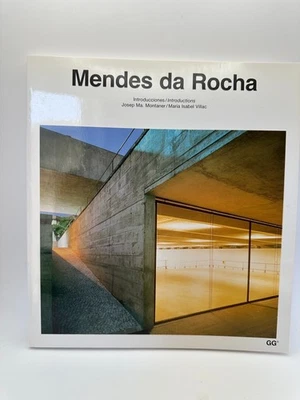 Mendes da Rocha
Introducciones / Introductions
Josep Ma. Montaner / Maria Isabel Villac
GG®